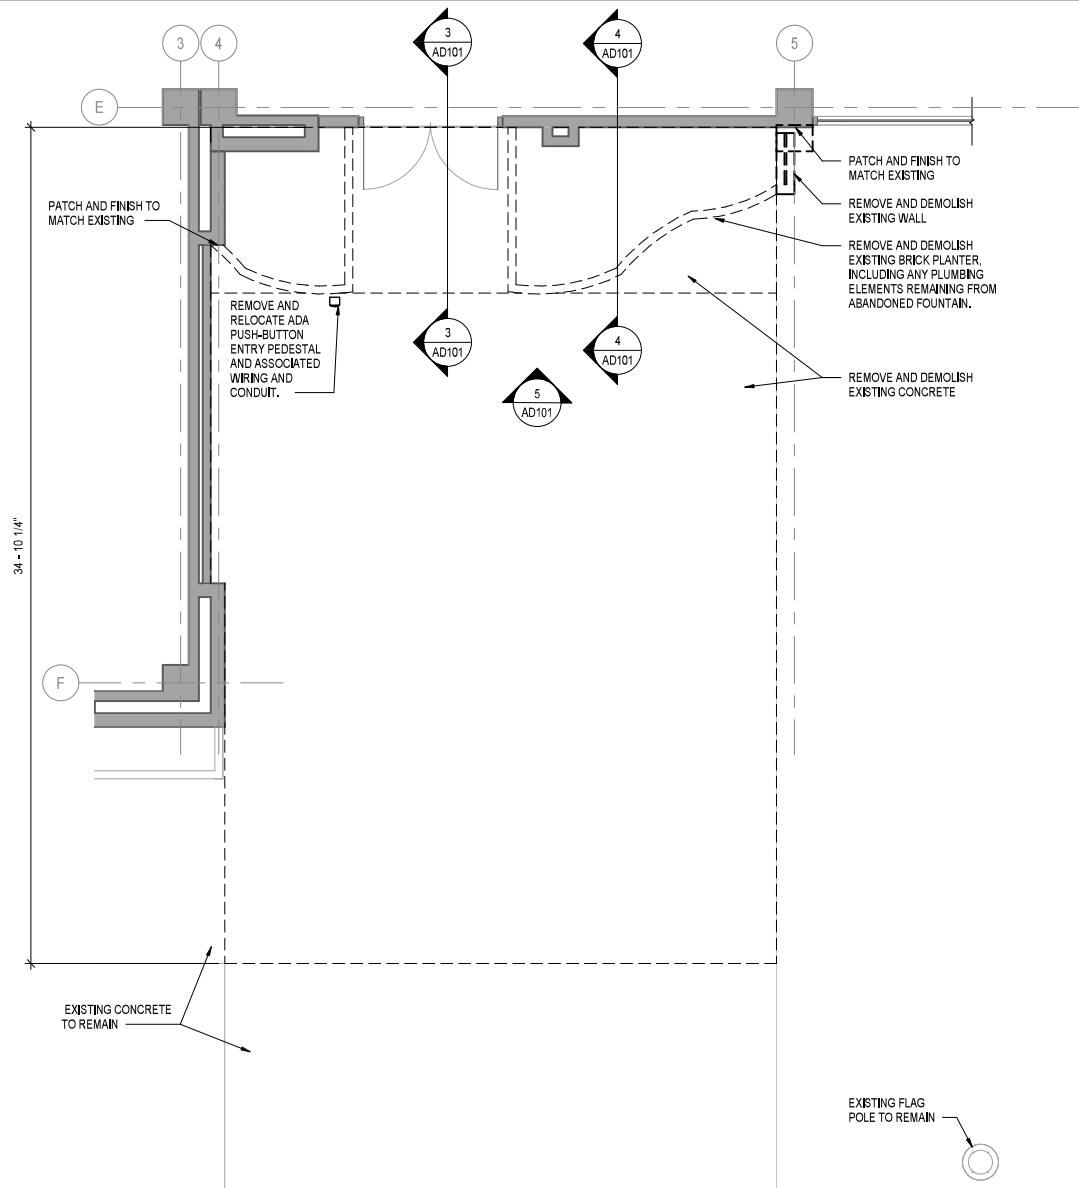 3
4
3
AD101
4
AD101
5
E
PATCH AND FINISH TO
MATCH EXISTING
PATCH AND FINISH TO
MATCH EXISTING
REMOVE AND DEMOLISH
EXISTING WALL
REMOVE AND DEMOLISH
EXISTING BRICK PLANTER,
INCLUDING ANY PLUMBING
ELEMENTS REMAINING FROM
ABANDONED FOUNTAIN.
REMOVE AND
RELOCATE ADA
PUSH-BUTTON
ENTRY PEDESTAL
AND ASSOCIATED
WIRING AND
CONDUIT.
3
AD101
4
AD101
5
AD101
REMOVE AND DEMOLISH
EXISTING CONCRETE
34 - 10 1/4"
F
EXISTING CONCRETE
TO REMAIN
EXISTING FLAG
POLE TO REMAIN